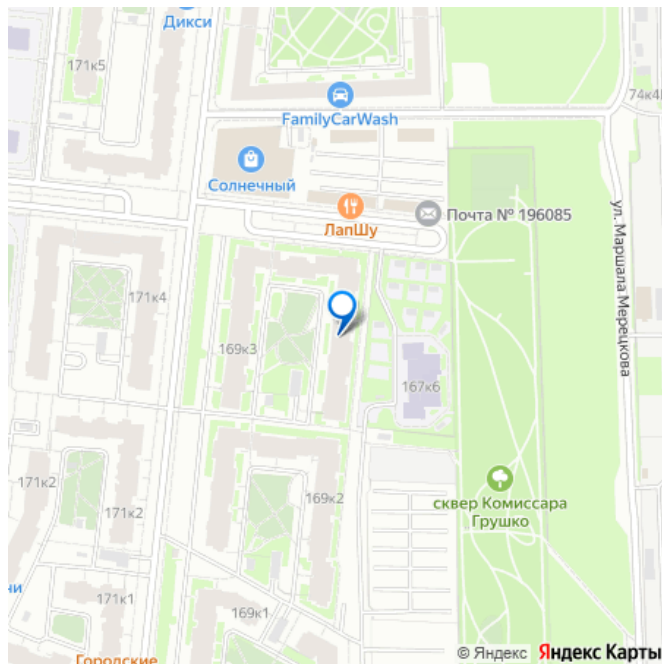 Дикси
171к5
74к4
FamilyCarWash
Солнечный
ЛапШу
Почта № 196085
ул. Маршала Мерецкова
171к4
169к3
167к6
171к2
171к2
169к2
сквер Комиссара
Грушко
171к1
169к1
Городские
© Яндекс Яндекс Карты